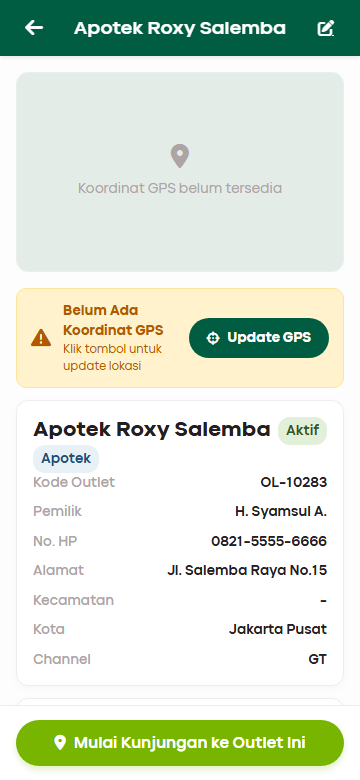 Apotek Roxy Salemba
Koordinat GPS belum tersedia
Belum Ada
Koordinat GPS
Klik tombol untuk
update lokasi
Update GPS
Apotek Roxy Salemba Aktif
Apotek
Kode Outlet OL-10283
Pemilik H. Syamsul A.
No. HP 0821-5555-6666
Alamat Jl. Salemba Raya No.15
Kecamatan -
Kota Jakarta Pusat
Channel GT
Mulai Kunjungan ke Outlet Ini